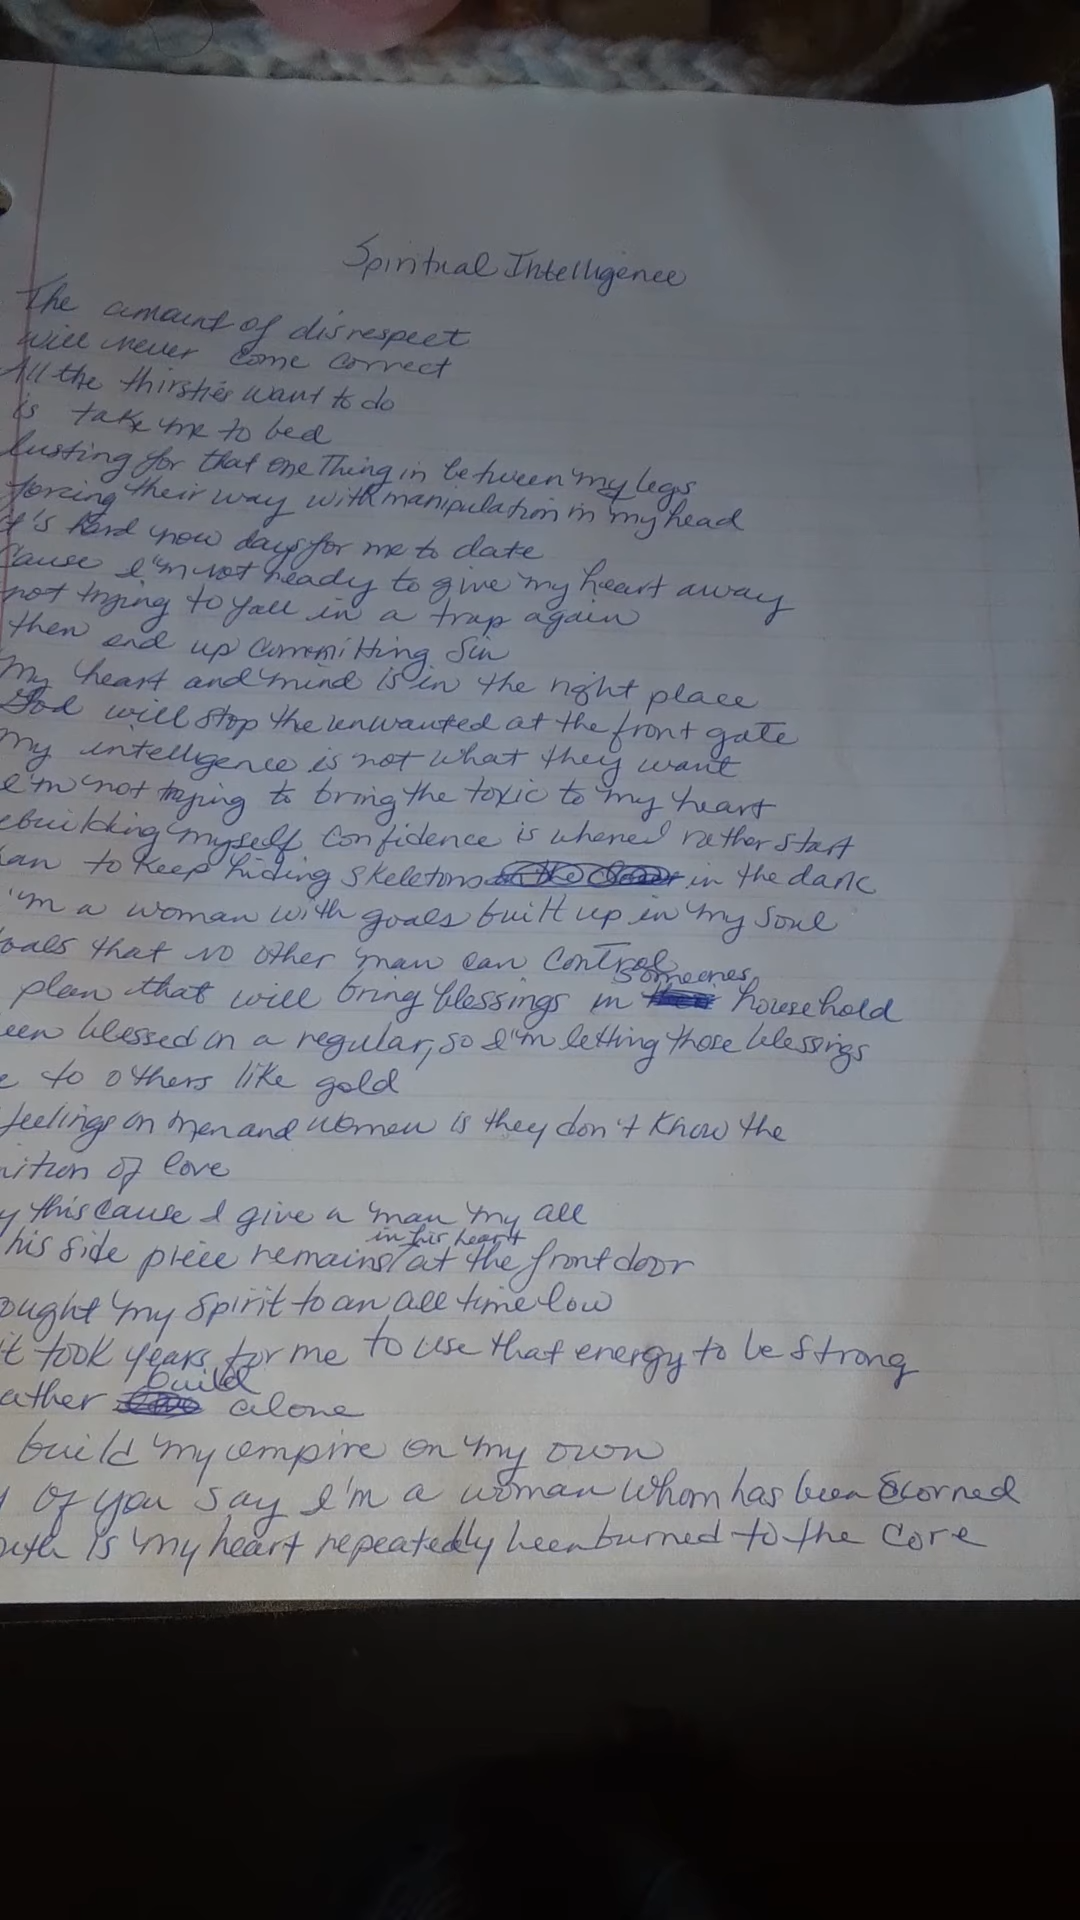 Spiritual Intelligence
The amount of disrespect
will never come correct
All the thirsties want to do
is take me to bed
lusting for that one Thing in between my legs
forcing their way with manipulation in my head
it's hard now days for me to date
Cause I'm not ready to give my heart away
not trying to fall in a trap again
then end up committing Sin
My heart and mind is in the right place
God will stop the unwanted at the front gate
My intelligence is not what they want
I'm not trying to bring the toxic to my heart
ebuilding myself confidence is where I rather start
han to keep hiding skeletons in the dark
I'm a woman with goals built up in my soul
oals that no other man can control
plan that will bring blessings in someones household
een blessed on a regular, so I'm letting those blessings
e to others like gold
feelings on men and women is they don't know the
nition of love
y this cause I give a man my all
his side piece remains in his heart at the front door
ought my spirit to an all time low
it took years for me to use that energy to be strong
ather build alone
build my empire on my own
of you say I'm a woman whom has been scorned
uth is my heart repeatedly been burned to the core